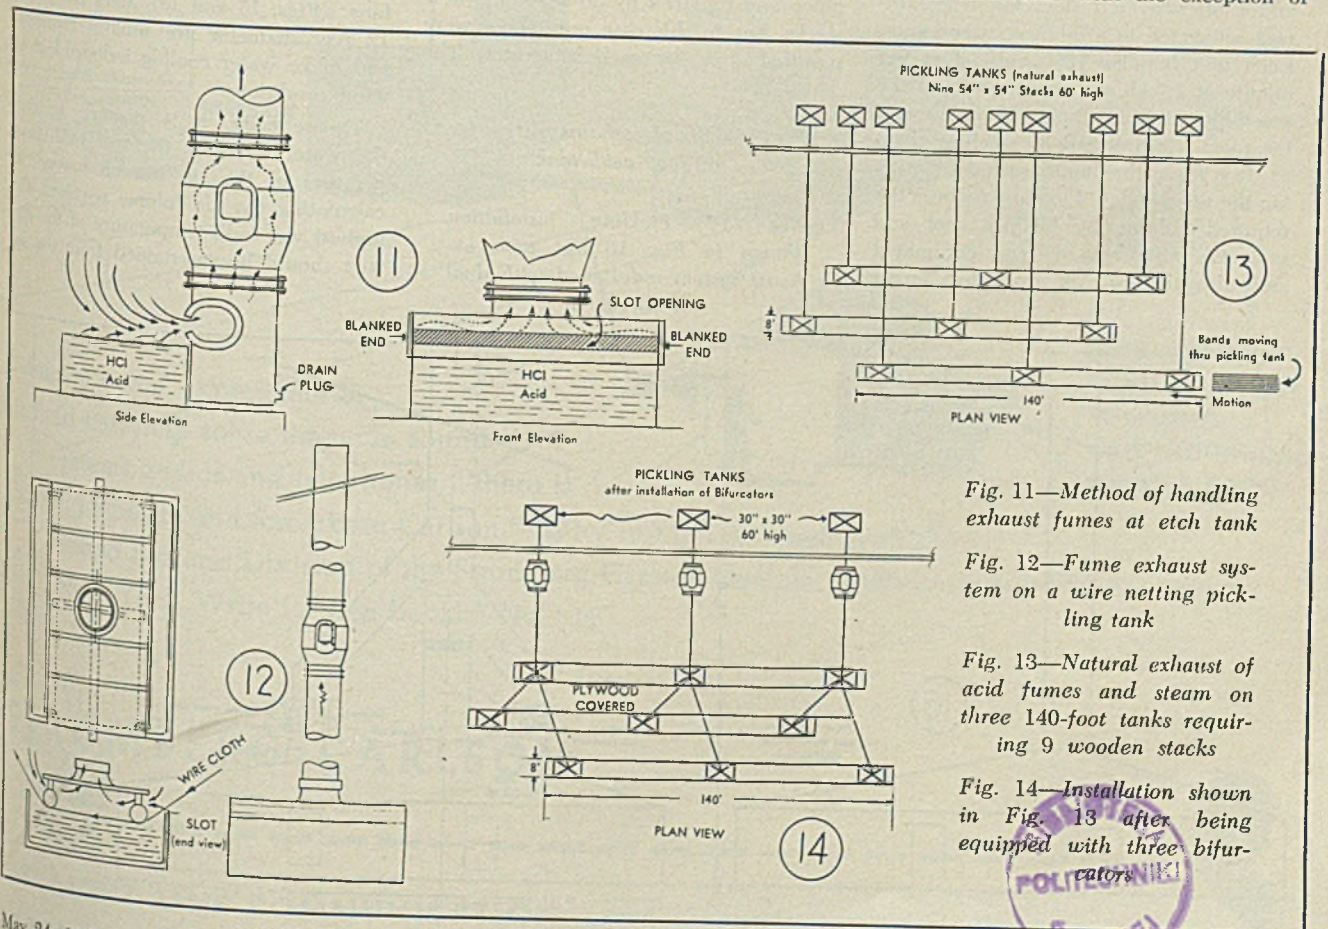 the exception of
11
HCl
Acid
DRAIN
PLUG
Side Elevation
SLOT OPENING
BLANKED
END
BLANKED
END
HCl
Acid
Front Elevation
PICKLING TANKS (natural exhaust)
Nine 54" x 54" Stacks 60' high
13
8'
Bands moving
thru pickling tank
140'
Motion
PLAN VIEW
12
WIRE CLOTH
SLOT
(end view)
PICKLING TANKS
after installation of Bifurcators
30" x 30"
60' high
PLYWOOD
COVERED
8'
140'
PLAN VIEW
14
Fig. 11—Method of handling
exhaust fumes at etch tank
Fig. 12—Fume exhaust sys-
tem on a wire netting pick-
ling tank
Fig. 13—Natural exhaust of
acid fumes and steam on
three 140-foot tanks requir-
ing 9 wooden stacks
Fig. 14—Installation shown
in Fig. 13 after being
equipped with three bifur-
cators
POLITECHNIKI
May 24